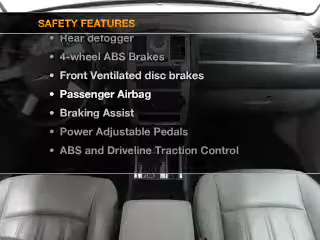 SAFETY FEATURES
• Rear defogger
• 4-wheel ABS Brakes
• Front Ventilated disc brakes
• Passenger Airbag
• Braking Assist
• Power Adjustable Pedals
• ABS and Driveline Traction Control